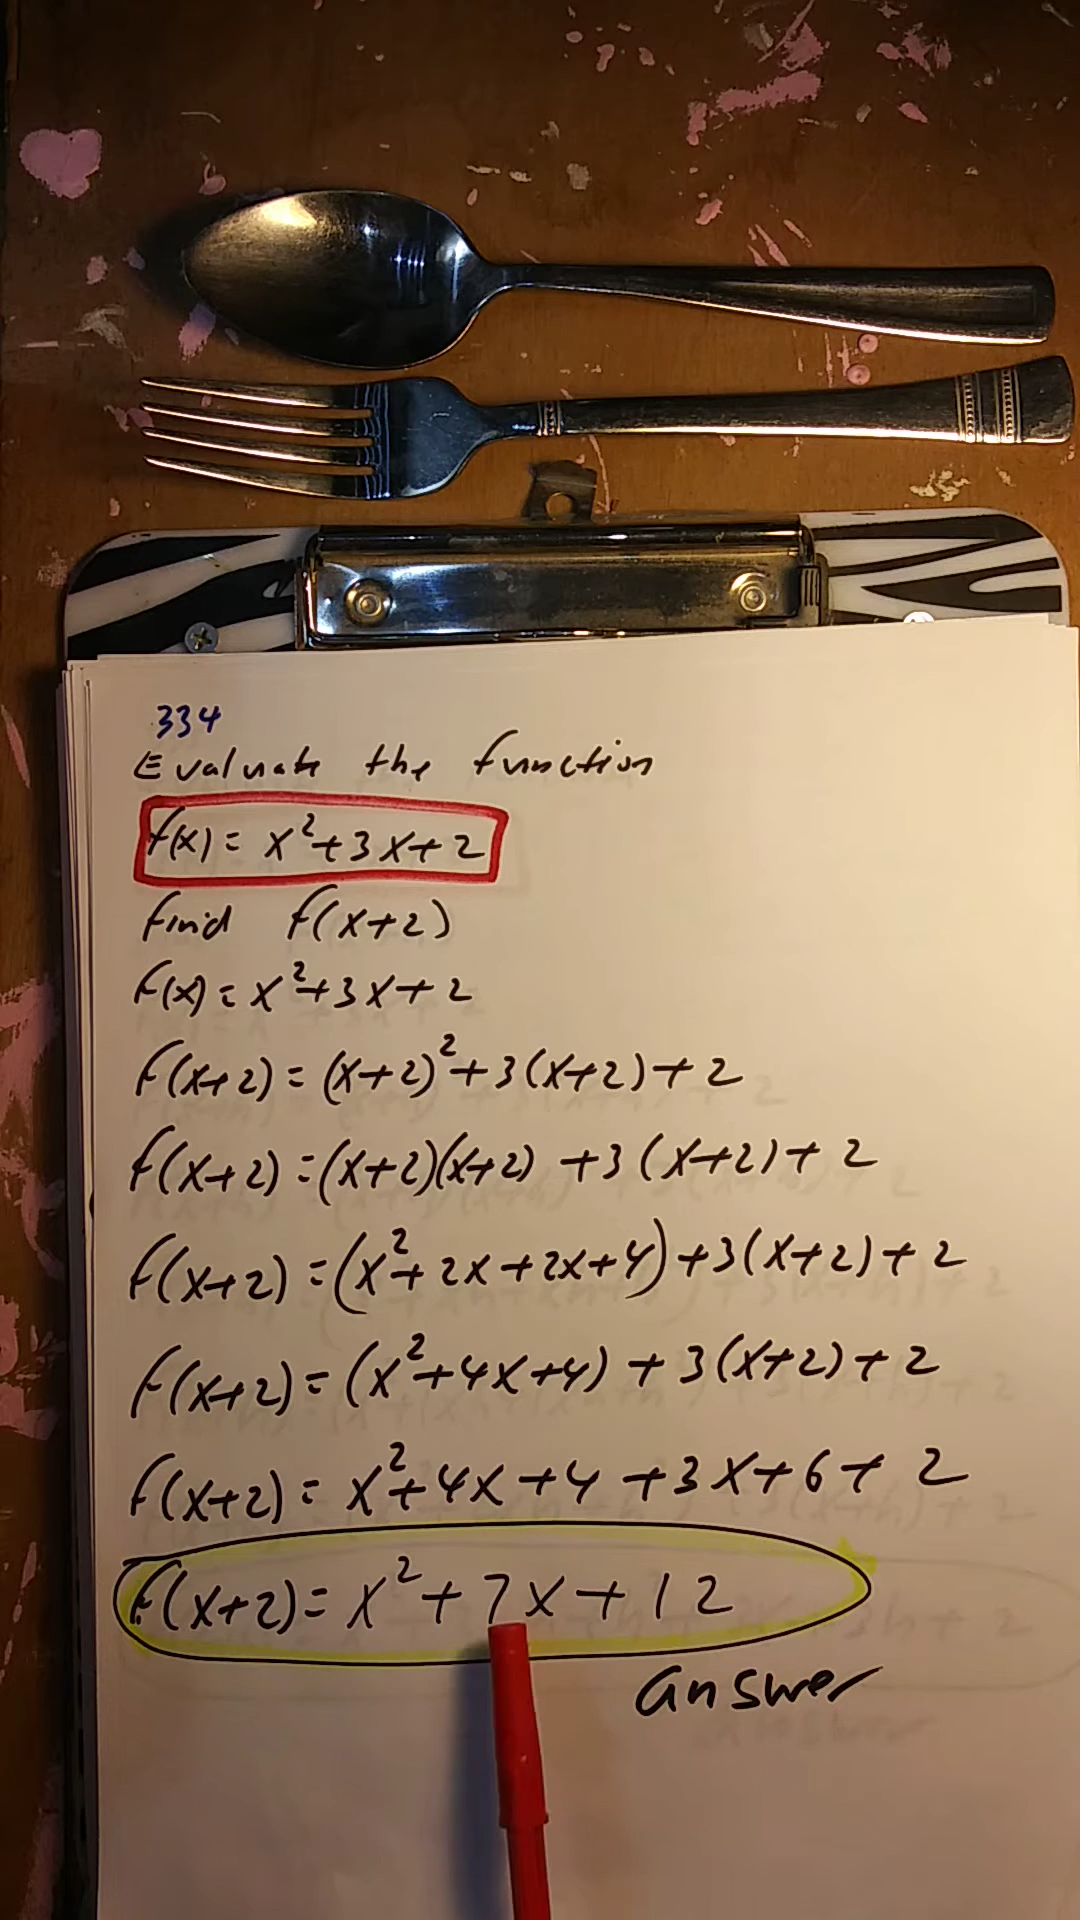 334
Evaluate the function
f(x) = x²+3x+2
find f(x+2)
f(x) = x²+3x+2
f(x+2) = (x+2)²+3(x+2)+2
f(x+2) = (x+2)(x+2) +3(x+2)+2
f(x+2) = (x²+2x+2x+4)+3(x+2)+2
f(x+2) = (x²+4x+4) +3(x+2)+2
f(x+2) = x²+4x+4 +3x+6+2
f(x+2) = x²+7x+12
answer